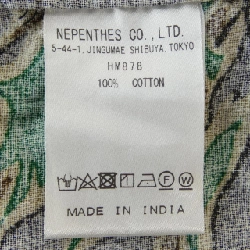 NEPENTHES CO., LTD.
5-44-1, JINGUMAE SHIBUYA, TOKYO
HM878
100% COTTON
MADE IN INDIA